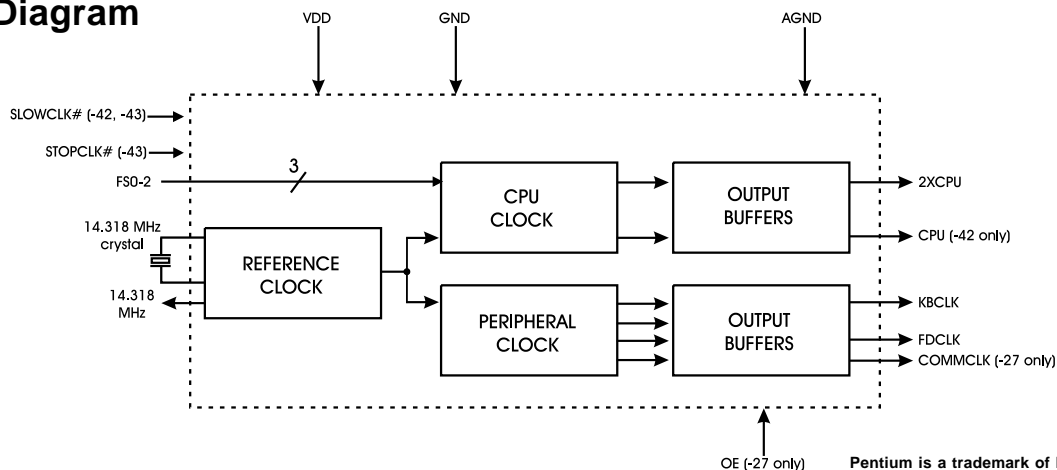 Diagram
VDD
GND
AGND
SLOWCLK# (-42, -43)
STOPCLK# (-43)
FS0-2
3
CPU
CLOCK
OUTPUT
BUFFERS
2XCPU
CPU (-42 only)
14.318 MHz
crystal
14.318
MHz
REFERENCE
CLOCK
PERIPHERAL
CLOCK
OUTPUT
BUFFERS
KBCLK
FDCLK
COMMCLK (-27 only)
OE (-27 only)
Pentium is a trademark of